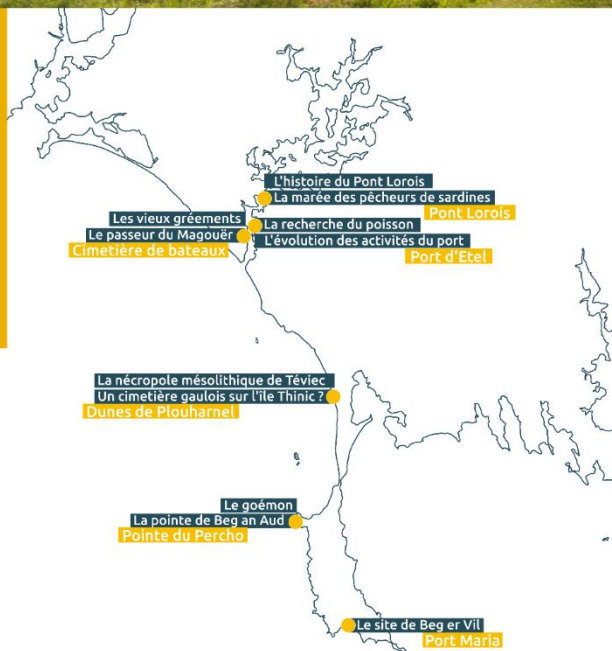 L'histoire du Pont Lorois
La marée des pêcheurs de sardines
Pont Lorois
Les vieux gréements
Le passeur du Magouër
Cimetière de bateaux
La recherche du poisson
L'évolution des activités du port
Port d'Etel
La nécropole mésolithique de Téviec
Un cimetière gaulois sur l'île Thinic ?
Dunes de Plouharnel
Le goémon
La pointe de Beg an Aud
Pointe du Percho
Le site de Beg er Vil
Port Maria